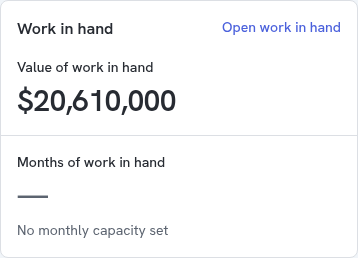 Work in hand
Open work in hand
Value of work in hand
$20,610,000
Months of work in hand
—
No monthly capacity set